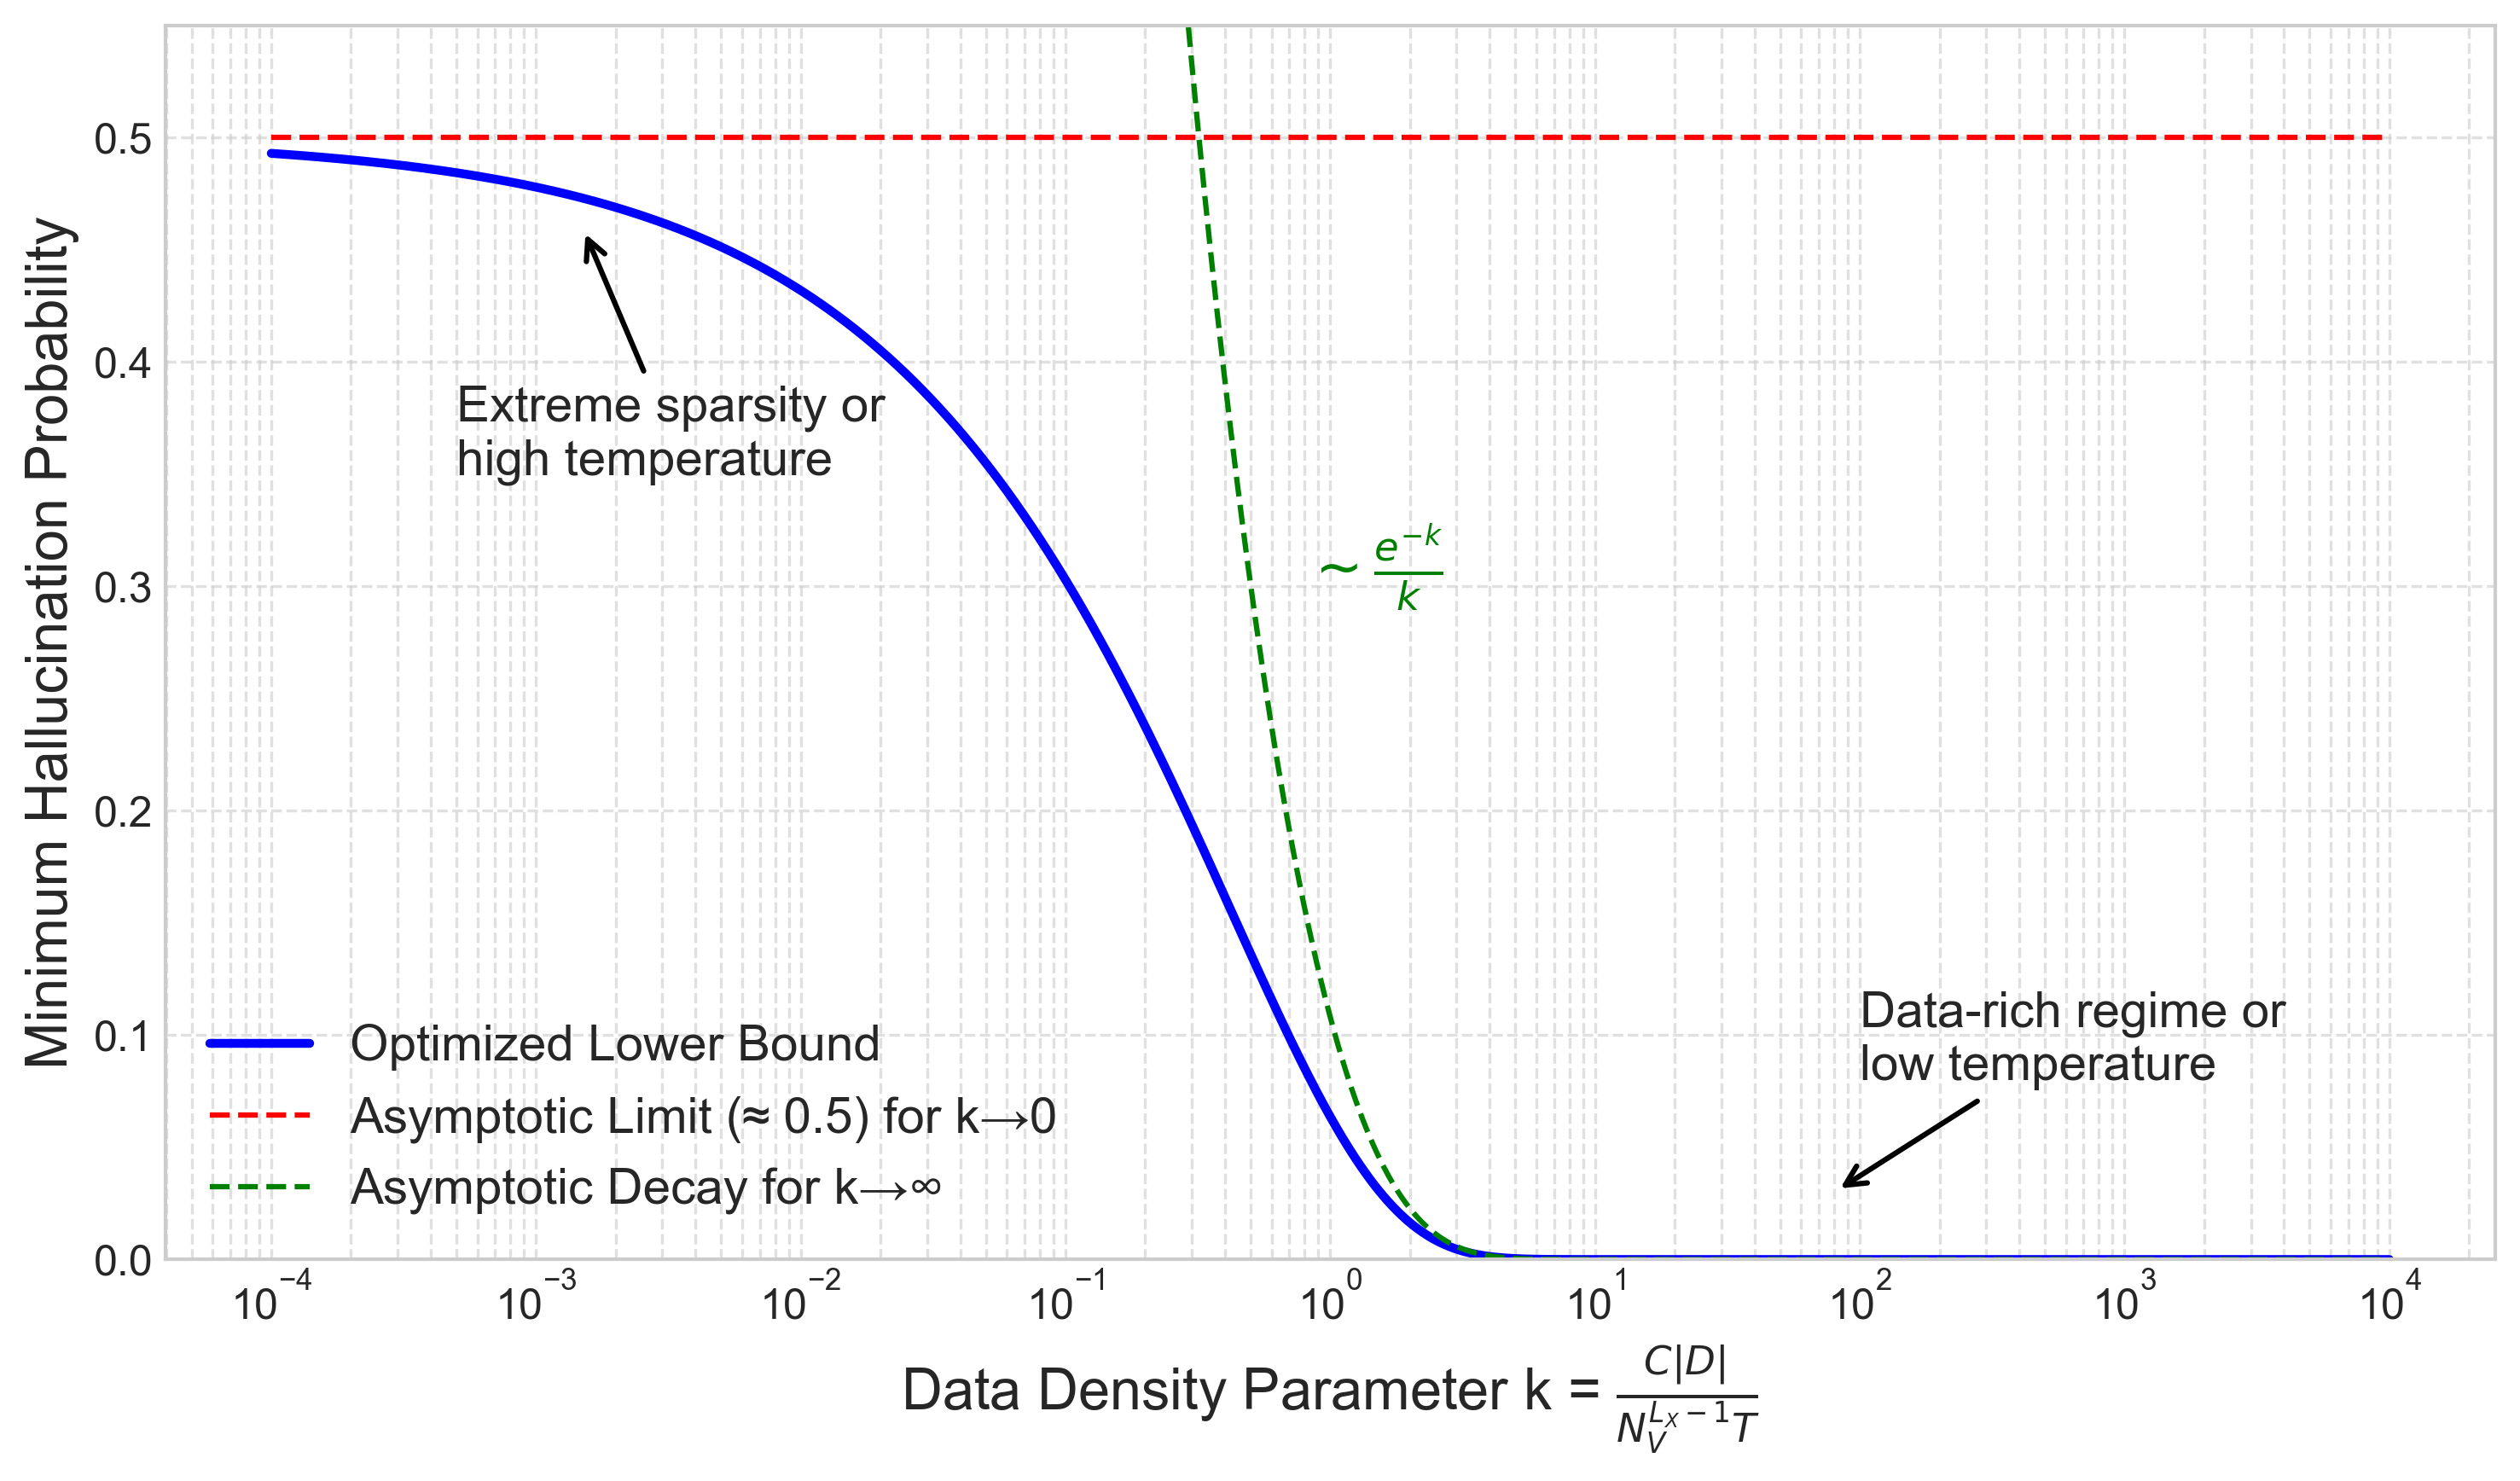 Minimum Hallucination Probability
0.5
0.4
0.3
0.2
0.1
0.0
Extreme sparsity or
high temperature
∼ e^{−k}/k
Data-rich regime or
low temperature
Optimized Lower Bound
Asymptotic Limit (≈ 0.5) for k→0
Asymptotic Decay for k→∞
10^{−4} 10^{−3} 10^{−2} 10^{−1} 10^{0} 10^{1} 10^{2} 10^{3} 10^{4}
Data Density Parameter k = C|D| / N_V^{L_X−1}T